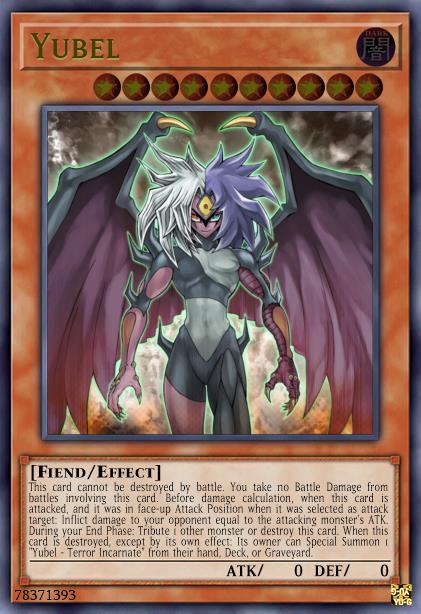 YUBEL
DARK
闇
[FIEND/EFFECT]
This card cannot be destroyed by battle. You take no Battle Damage from
battles involving this card. Before damage calculation, when this card is
attacked, and it was in face-up Attack Position when it was selected as attack
target: Inflict damage to your opponent equal to the attacking monster's ATK.
During your End Phase: Tribute 1 other monster or destroy this card. When this
card is destroyed, except by its own effect: Its owner can Special Summon 1
"Yubel - Terror Incarnate" from their hand, Deck, or Graveyard.
ATK/ 0 DEF/ 0
78371393